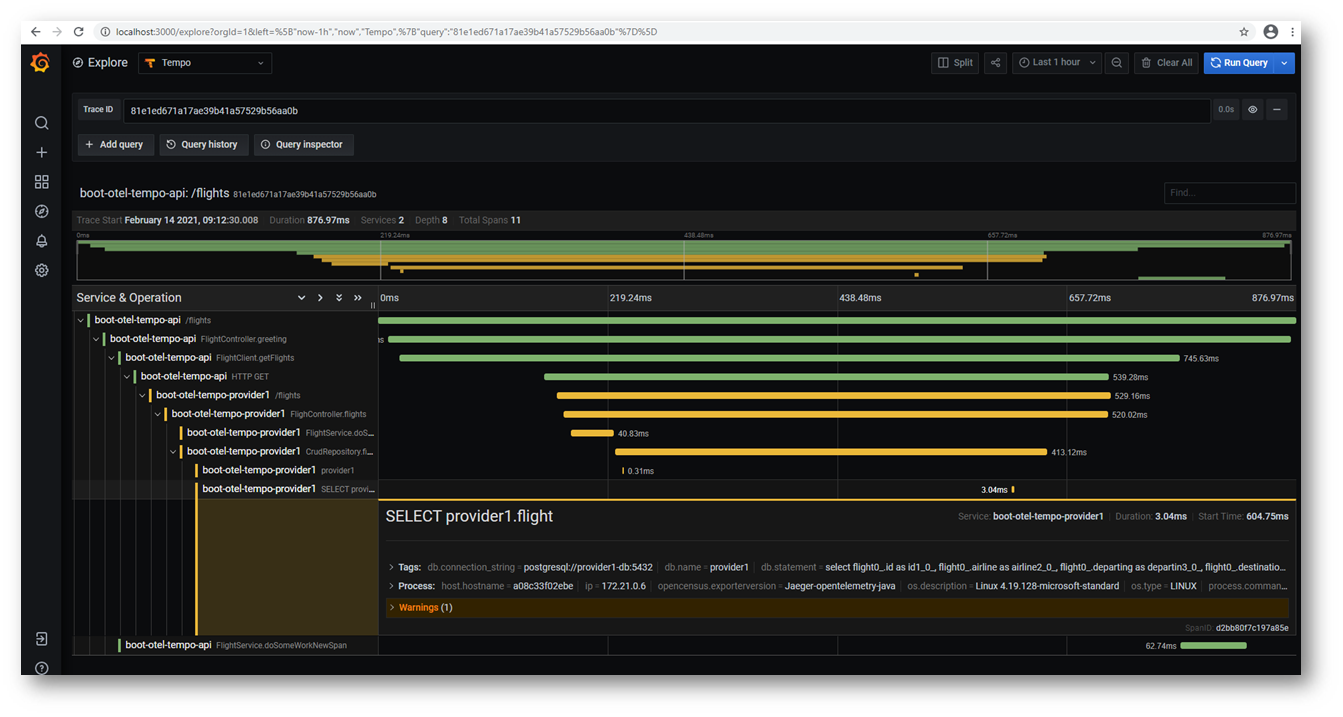 localhost:3000/explore?orgId=1&left=%5B"now-1h","now","Tempo",%7B"query":"81e1ed671a17ae39b41a57529b56aa0b"%7D%5D
Explore Tempo Split Last 1 hour Clear All Run Query
Trace ID 81e1ed671a17ae39b41a57529b56aa0b 0.0s
Add query Query history Query inspector
boot-otel-tempo-api: /flights 81e1ed671a17ae39b41a57529b56aa0b Find...
Trace Start February 14 2021, 09:12:30.008 Duration 876.97ms Services 2 Depth 8 Total Spans 11
0ms 219.24ms 438.48ms 657.72ms 876.97ms
Service & Operation 0ms 219.24ms 438.48ms 657.72ms 876.97ms
boot-otel-tempo-api /flights
boot-otel-tempo-api FlightController.greeting
boot-otel-tempo-api FlightClient.getFlights 745.63ms
boot-otel-tempo-api HTTP GET 539.28ms
boot-otel-tempo-provider1 /flights 529.16ms
boot-otel-tempo-provider1 FlighController.flights 520.02ms
boot-otel-tempo-provider1 FlightService.doS... 40.83ms
boot-otel-tempo-provider1 CrudRepository.fi... 413.12ms
boot-otel-tempo-provider1 provider1 0.31ms
boot-otel-tempo-provider1 SELECT provi... 3.04ms
SELECT provider1.flight Service: boot-otel-tempo-provider1 Duration: 3.04ms Start Time: 604.75ms
Tags: db.connection_string = postgresql://provider1-db:5432 db.name = provider1 db.statement = select flight0_.id as id1_0_, flight0_.airline as airline2_0_, flight0_.departing as departin3_0_, flight0_.destinatio...
Process: host.hostname = a08c33f02ebe ip = 172.21.0.6 opencensus.exporterversion = Jaeger-opentelemetry-java os.description = Linux 4.19.128-microsoft-standard os.type = LINUX process.comman...
Warnings (1)
SpanID: d2bb80f7c197a85e
boot-otel-tempo-api FlightService.doSomeWorkNewSpan 62.74ms